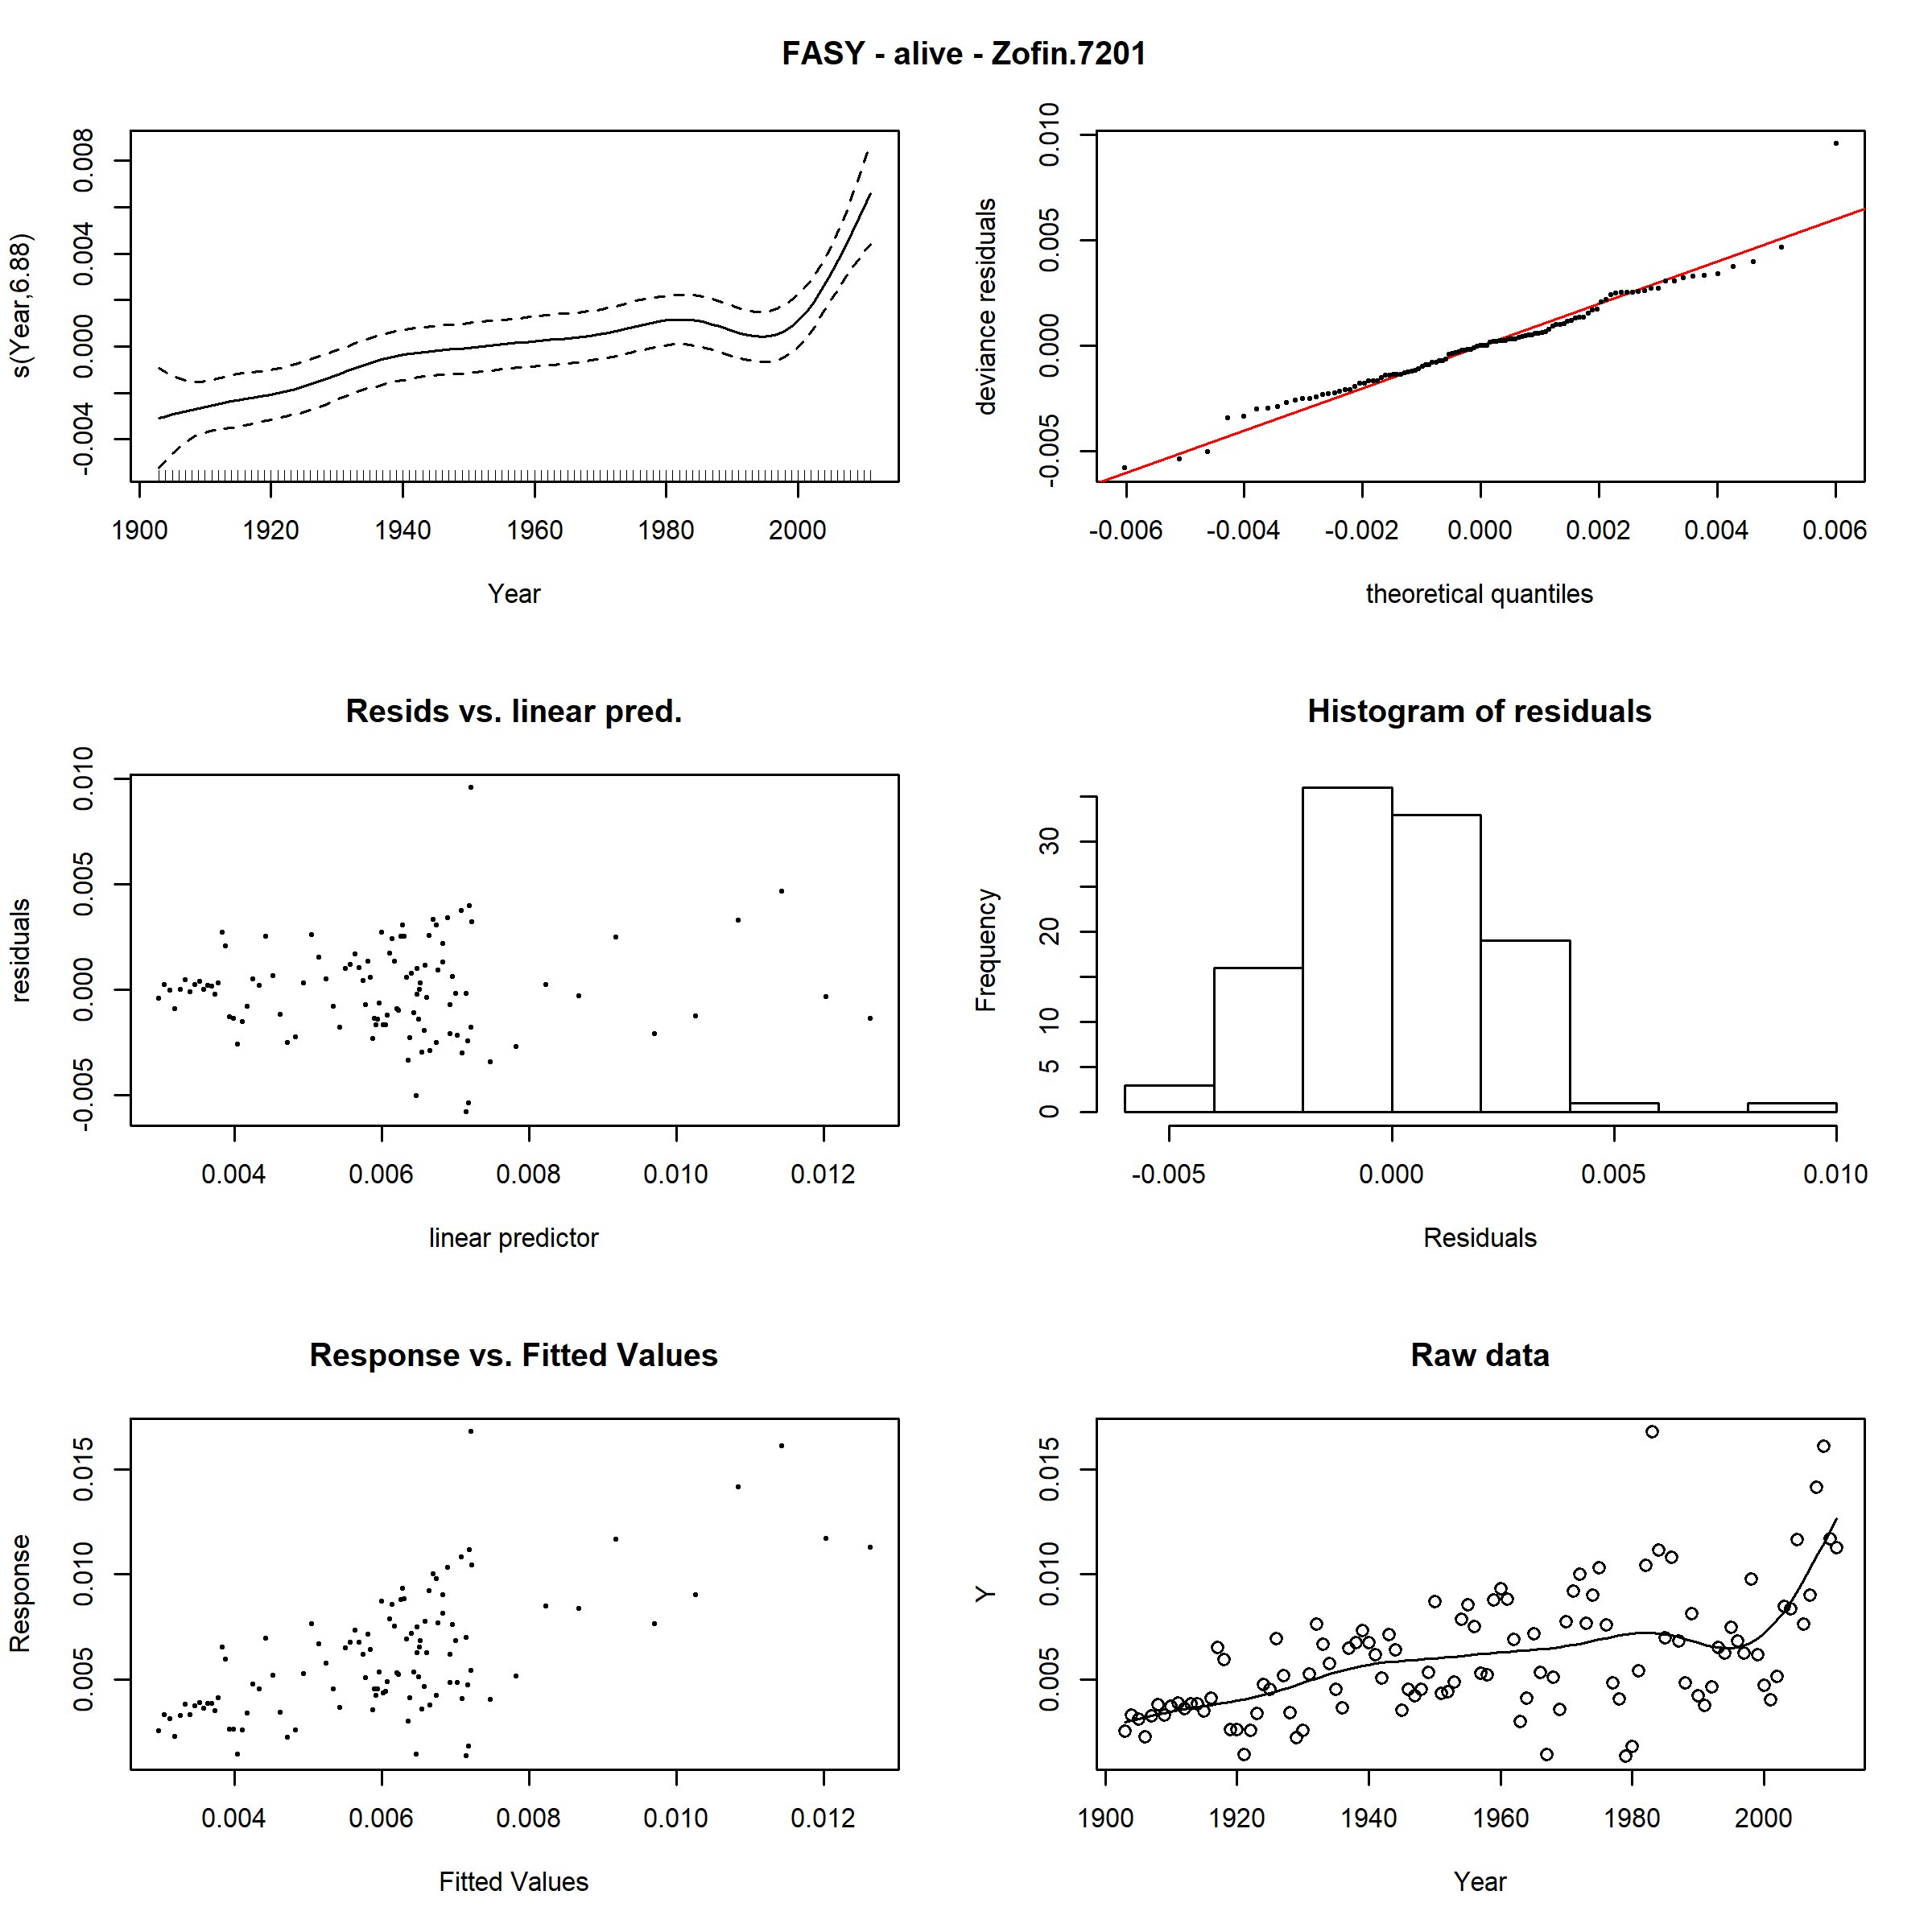 FASY - alive - Zofin.7201
s(Year,6.88)
-0.004 0.000 0.004 0.008
1900 1920 1940 1960 1980 2000
Year
deviance residuals
-0.005 0.000 0.005 0.010
-0.006 -0.004 -0.002 0.000 0.002 0.004 0.006
theoretical quantiles
Resids vs. linear pred.
residuals
-0.005 0.000 0.005 0.010
0.004 0.006 0.008 0.010 0.012
linear predictor
Histogram of residuals
Frequency
0 5 10 20 30
-0.005 0.000 0.005 0.010
Residuals
Response vs. Fitted Values
Response
0.005 0.010 0.015
0.004 0.006 0.008 0.010 0.012
Fitted Values
Raw data
Y
0.005 0.010 0.015
1900 1920 1940 1960 1980 2000
Year